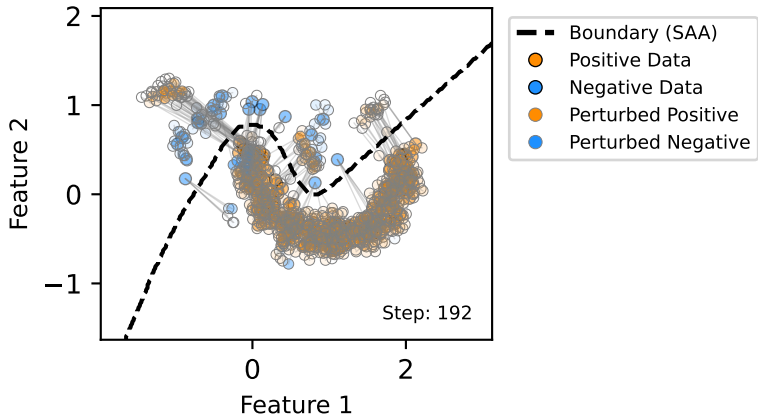 2
1
0
−1
0
2
Feature 2
Feature 1
Step: 192
Boundary (SAA)
Positive Data
Negative Data
Perturbed Positive
Perturbed Negative